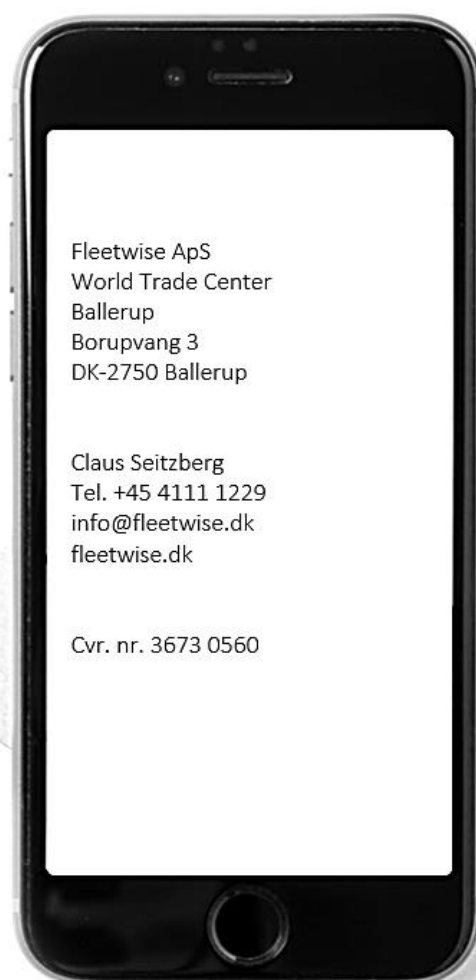 Fleetwise ApS
World Trade Center
Ballerup
Borupvang 3
DK-2750 Ballerup
Claus Seitzberg
Tel. +45 4111 1229
info@fleetwise.dk
fleetwise.dk
Cvr. nr. 3673 0560